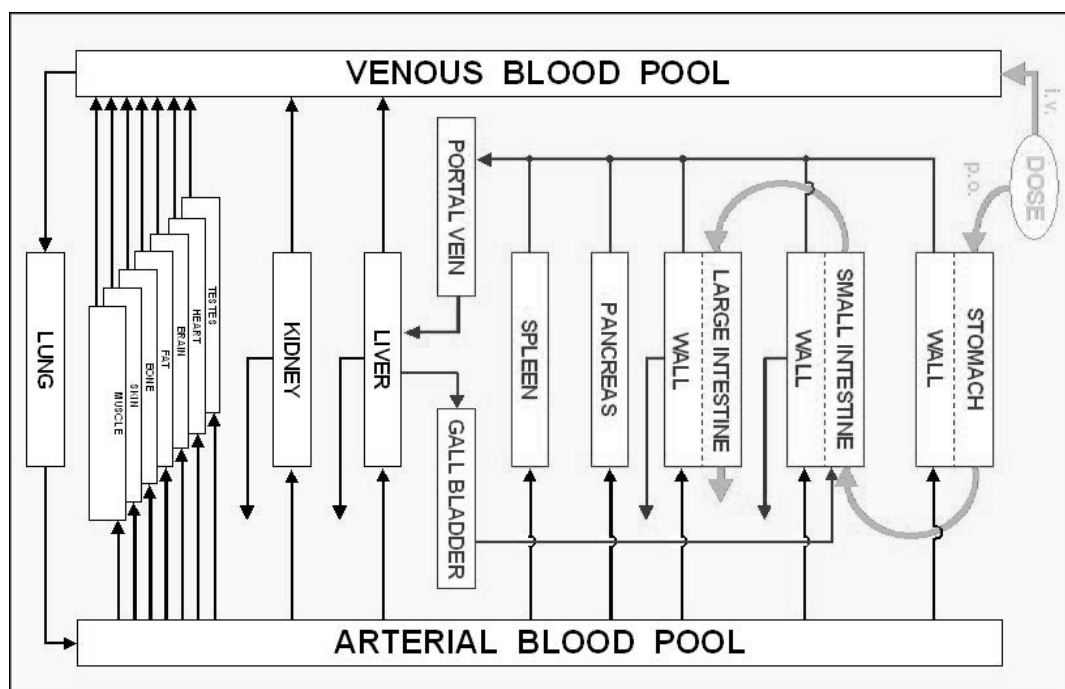 VENOUS BLOOD POOL
i.v.
DOSE
p.o.
PORTAL VEIN
LUNG
MUSCLE
SKIN
BONE
FAT
BRAIN
HEART
TESTES
KIDNEY
LIVER
GALL BLADDER
SPLEEN
PANCREAS
WALL
LARGE INTESTINE
WALL
SMALL INTESTINE
WALL
STOMACH
ARTERIAL BLOOD POOL